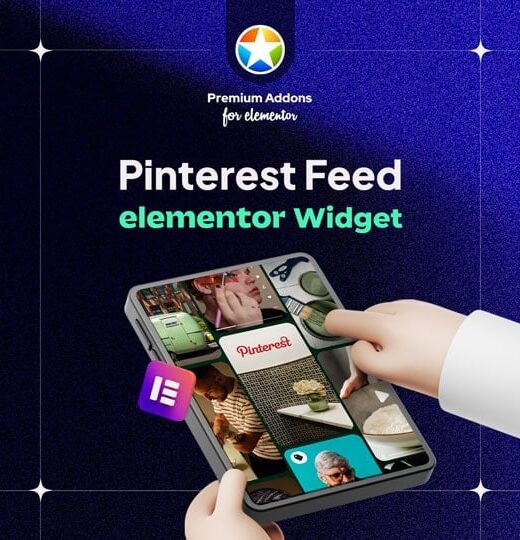 Premium Addons
for elementor
Pinterest Feed
elementor Widget
Pinterest